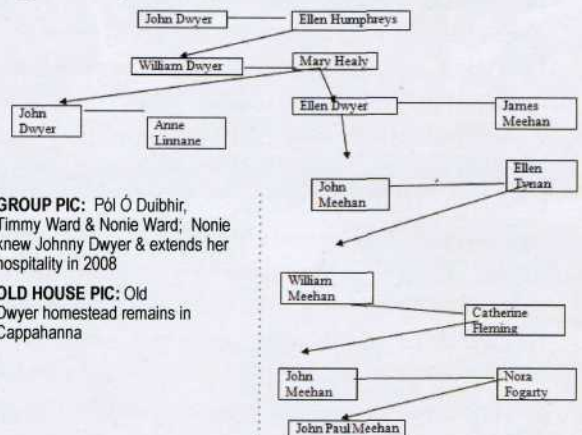 John Dwyer
Ellen Humphreys
William Dwyer
Mary Healy
John
Dwyer
Anne
Linnane
Ellen Dwyer
James
Meehan
John
Meehan
Ellen
Tynan
GROUP PIC: Pól Ó Duibhir,
Timmy Ward & Nonie Ward; Nonie
knew Johnny Dwyer & extends her
hospitality in 2008
OLD HOUSE PIC: Old
Dwyer homestead remains in
Cappahanna
William
Meehan
Catherine
Fleming
John
Meehan
Nora
Fogarty
John Paul Meehan